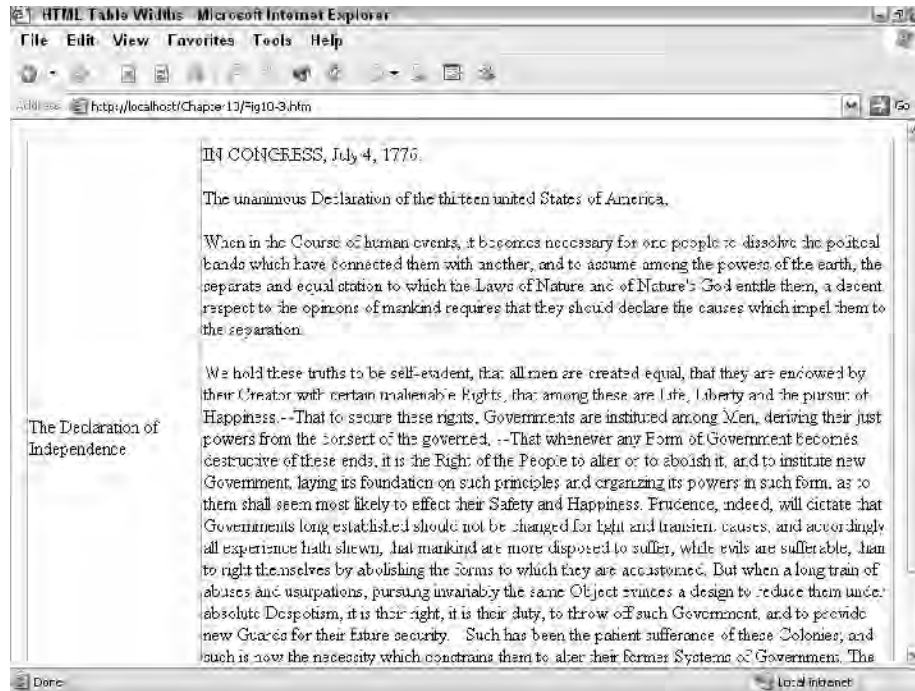 HTML Table Widths - Microsoft Internet Explorer
File Edit View Favorites Tools Help
Address http://localhost/Chapter10/Fig10-3.htm Go
IN CONGRESS, July 4, 1776.
The unanimous Declaration of the thirteen united States of America,
When in the Course of human events, it becomes necessary for one people to dissolve the political
bands which have connected them with another, and to assume among the powers of the earth, the
separate and equal station to which the Laws of Nature and of Nature's God entitle them, a decent
respect to the opinions of mankind requires that they should declare the causes which impel them to
the separation.
We hold these truths to be self-evident, that all men are created equal, that they are endowed by
their Creator with certain unalienable Rights, that among these are Life, Liberty and the pursuit of
Happiness.--That to secure these rights, Governments are instituted among Men, deriving their just
The Declaration of
Independence
powers from the consent of the governed, --That whenever any Form of Government becomes
destructive of these ends, it is the Right of the People to alter or to abolish it, and to institute new
Government, laying its foundation on such principles and organizing its powers in such form, as to
them shall seem most likely to effect their Safety and Happiness. Prudence, indeed, will dictate that
Governments long established should not be changed for light and transient causes; and accordingly
all experience hath shewn, that mankind are more disposed to suffer, while evils are sufferable, than
to right themselves by abolishing the forms to which they are accustomed. But when a long train of
abuses and usurpations, pursuing invariably the same Object evinces a design to reduce them under
absolute Despotism, it is their right, it is their duty, to throw off such Government, and to provide
new Guards for their future security. Such has been the patient sufferance of these Colonies; and
such is now the necessity which constrains them to alter their former Systems of Government. The
Done
Local intranet